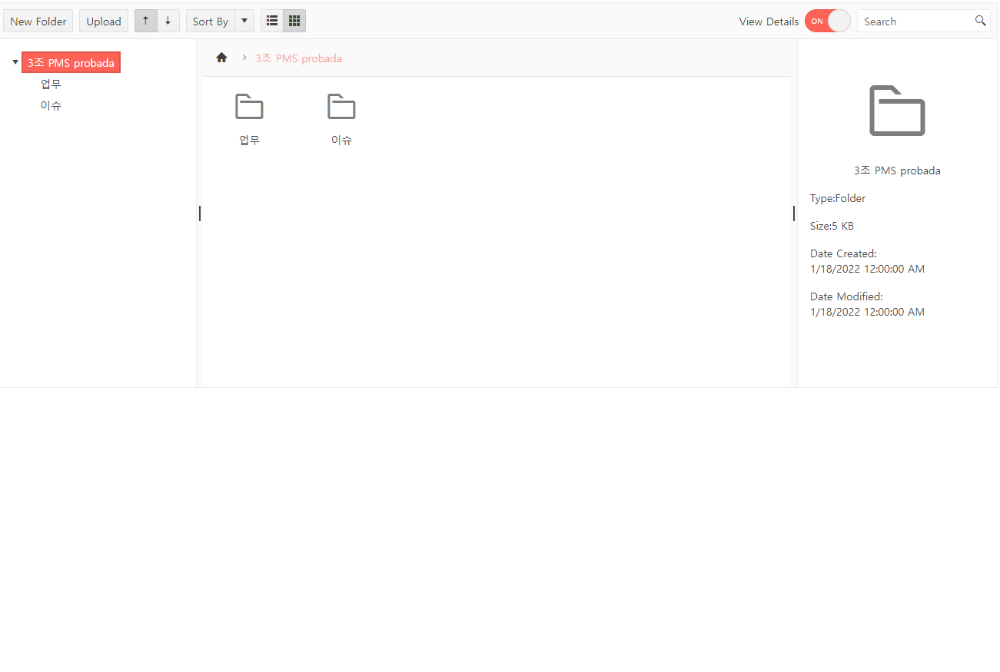 New Folder Upload Sort By View Details ON Search
3조 PMS probada
업무
이슈
3조 PMS probada
업무 이슈
3조 PMS probada
Type:Folder
Size:5 KB
Date Created:
1/18/2022 12:00:00 AM
Date Modified:
1/18/2022 12:00:00 AM